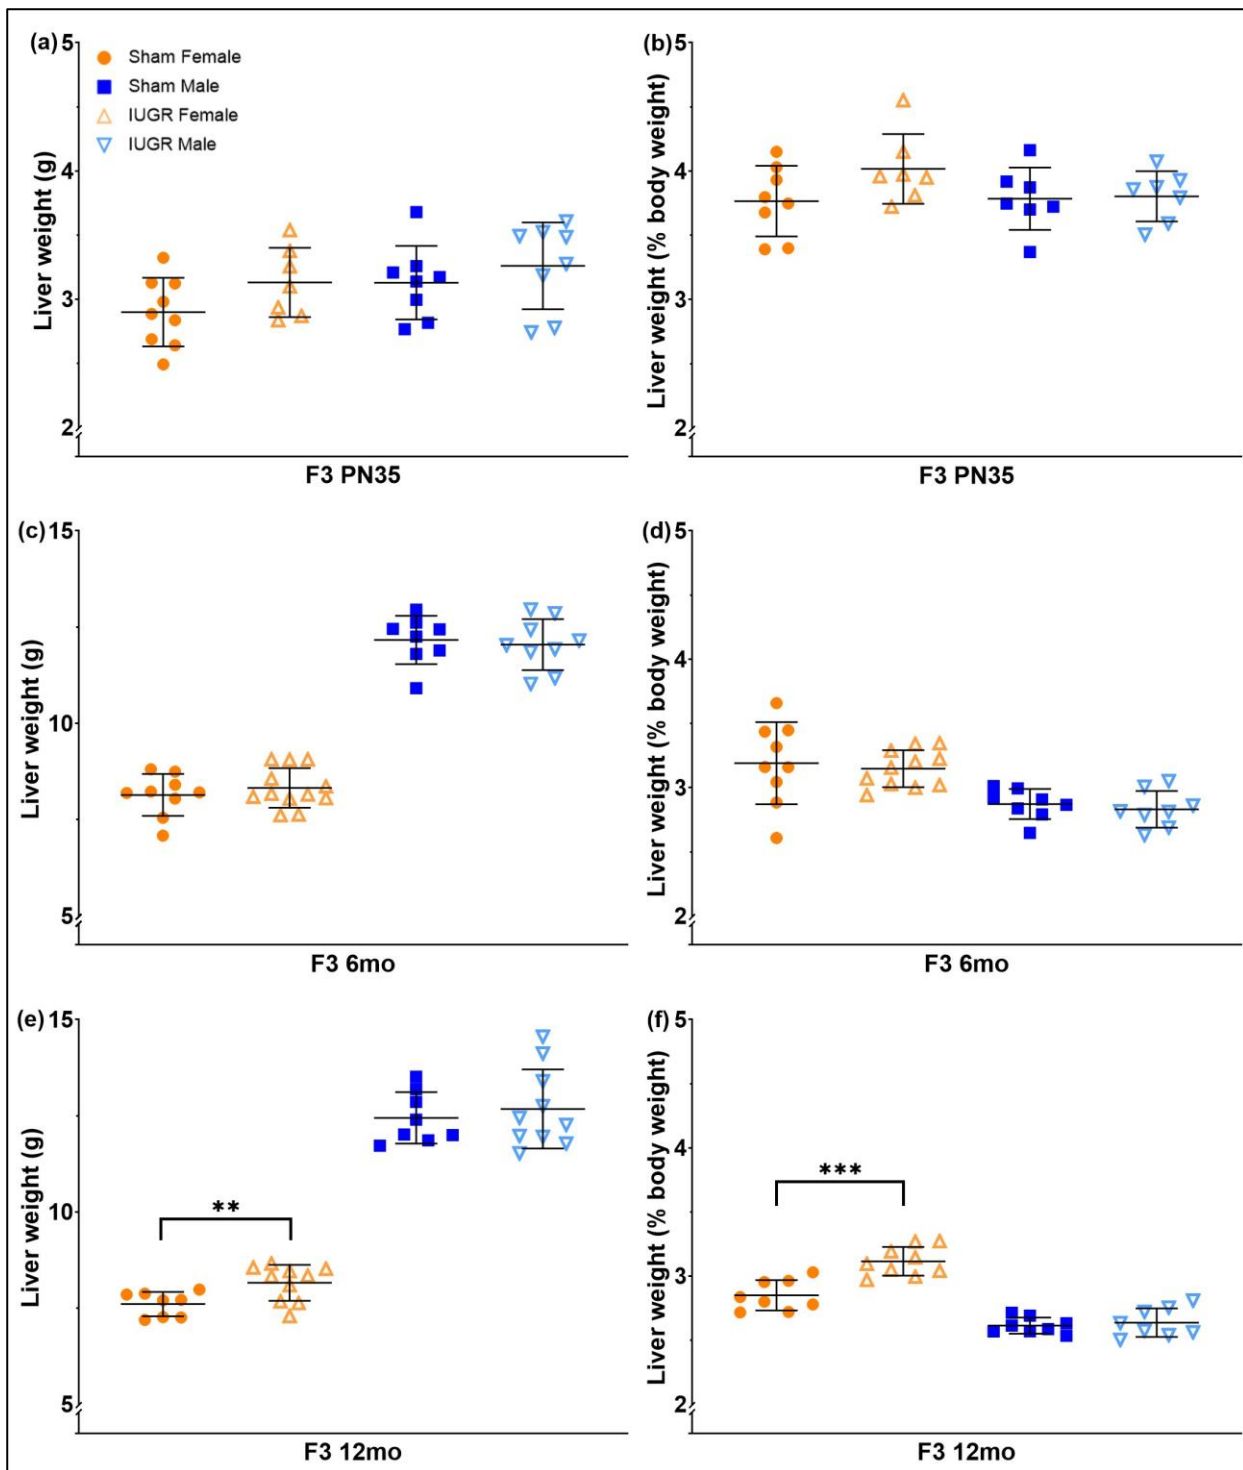 (a)
5
4
3
2
Liver weight (g)
Sham Female
Sham Male
IUGR Female
IUGR Male
F3 PN35
(b)
5
4
3
2
Liver weight (% body weight)
F3 PN35
(c)
15
10
5
Liver weight (g)
F3 6mo
(d)
5
4
3
2
Liver weight (% body weight)
F3 6mo
(e)
15
10
5
Liver weight (g)
**
F3 12mo
(f)
5
4
3
2
Liver weight (% body weight)
***
F3 12mo